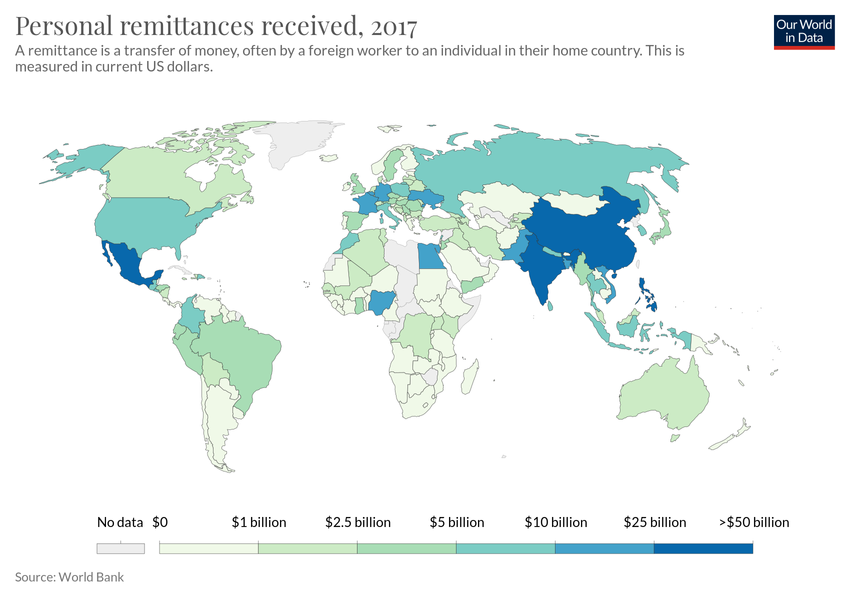 Personal remittances received, 2017
Our World
in Data
A remittance is a transfer of money, often by a foreign worker to an individual in their home country. This is
measured in current US dollars.
No data $0 $1 billion $2.5 billion $5 billion $10 billion $25 billion >$50 billion
Source: World Bank